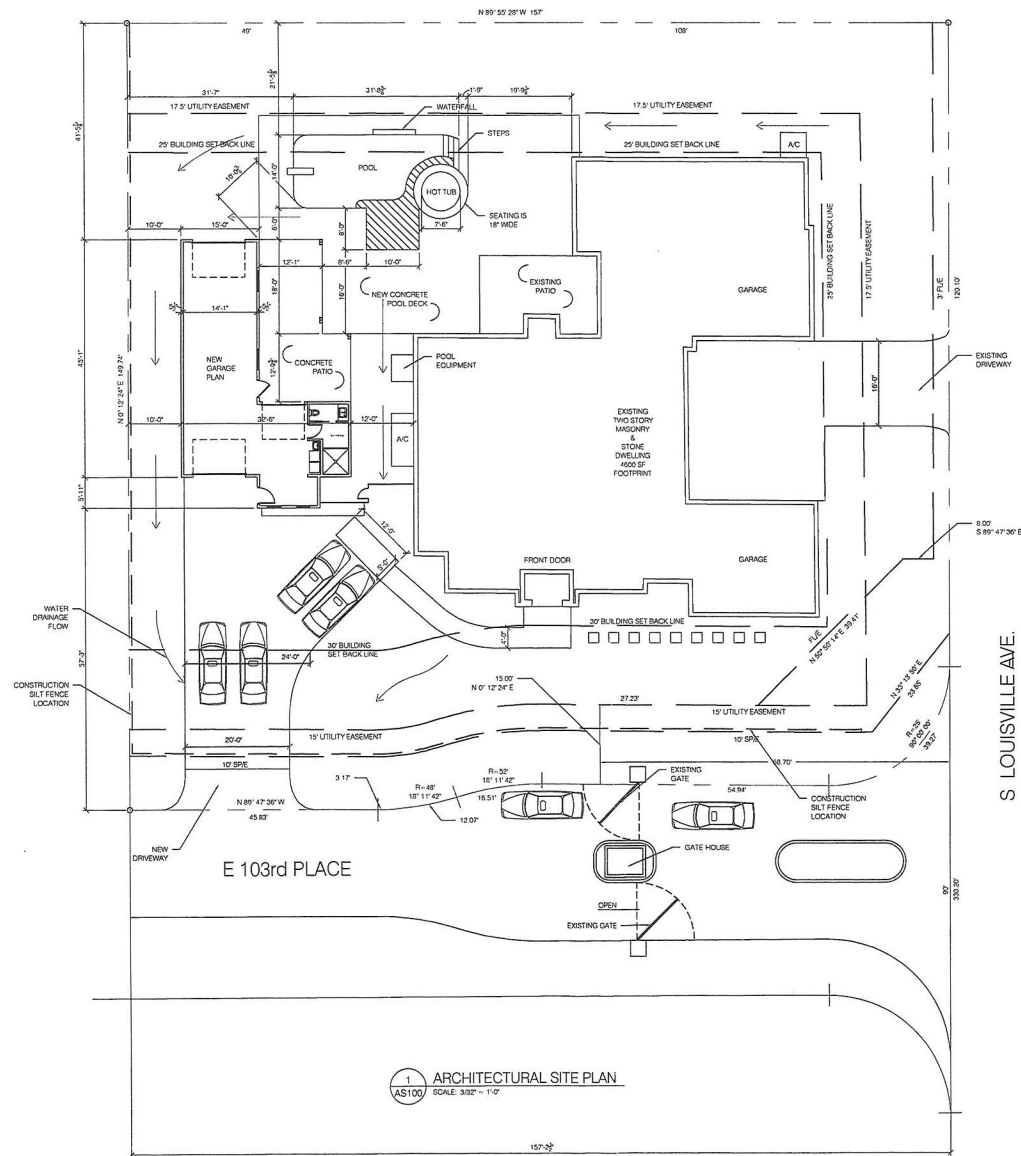 N 89° 55' 28" W 157'
49'
108'
31'-7"
21'-5
31'-8
1'-9"
19'-9
WATERFALL
17.5' UTILITY EASEMENT
17.5' UTILITY EASEMENT
STEPS
41'-5
25' BUILDING SET BACK LINE
25' BUILDING SET BACK LINE
A/C
14'-0"
POOL
10'-0
HOT TUB
SEATING IS
18" WIDE
7'-6"
10'-0"
15'-0"
6'-0"
8'-0"
12'-1"
8'-6"
10'-0"
25' BUILDING SET BACK LINE
17.5' UTILITY EASEMENT
3' FL/E
120.10'
18'-0"
16'-0"
NEW CONCRETE
POOL DECK
EXISTING
PATIO
GARAGE
14'-1"
N 0° 12' 24" E 149.74'
45'-1"
NEW
GARAGE
PLAN
12'-9
CONCRETE
PATIO
POOL
EQUIPMENT
EXISTING
DRIVEWAY
16'-0"
10'-0"
32'-6"
12'-0"
A/C
EXISTING
TWO STORY
MASONRY
&
STONE
DWELLING
4600 SF
FOOTPRINT
5'-11"
12'-0"
5'-0"
8.00'
S 89° 47' 36" E
FRONT DOOR
GARAGE
WATER
DRAINAGE
FLOW
30' BUILDING
SET BACK LINE
24'-0"
30' BUILDING SET BACK LINE
4'-0"
FL/E
N 50° 50' 14" E 39.41'
57'-3"
CONSTRUCTION
SILT FENCE
LOCATION
15.00'
N 0° 12' 24" E
27.23'
N 33° 13' 50" E
23.85'
S LOUISVILLE AVE.
15' UTILITY EASEMENT
15' UTILITY EASEMENT
20'-0"
10' SP/E
10' SP/E
R=25'
90° 00' 00"
39.27'
68.70'
3.17'
R=48'
18° 11' 42"
R=52'
18° 11' 42"
16.51'
12.07'
EXISTING
GATE
54.94'
N 89° 47' 36" W
45.83'
CONSTRUCTION
SILT FENCE
LOCATION
NEW
DRIVEWAY
E 103rd PLACE
GATE HOUSE
90'
330.20'
OPEN
EXISTING GATE
1
AS100
ARCHITECTURAL SITE PLAN
SCALE: 3/32" = 1'-0"
157'-2